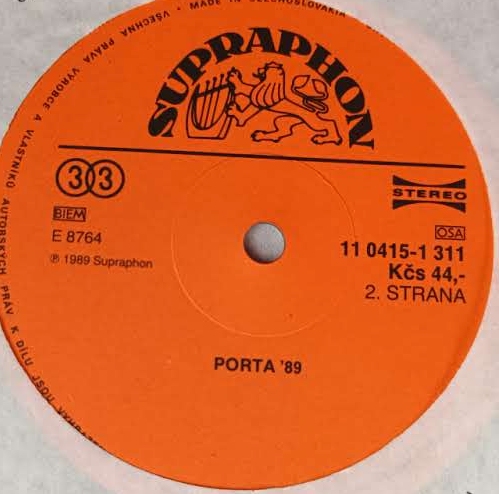 MADE IN CZECHOSLOVAKIA •
VŠECHNA PRÁVA VÝROBCE A VLASTNÍKŮ AUTORSKÝCH PRÁV K DÍLU JSOU
SUPRAPHON
33
STEREO
BIEM
OSA
E 8764
11 0415-1 311
℗ 1989 Supraphon
Kčs 44,-
2. STRANA
PORTA '89